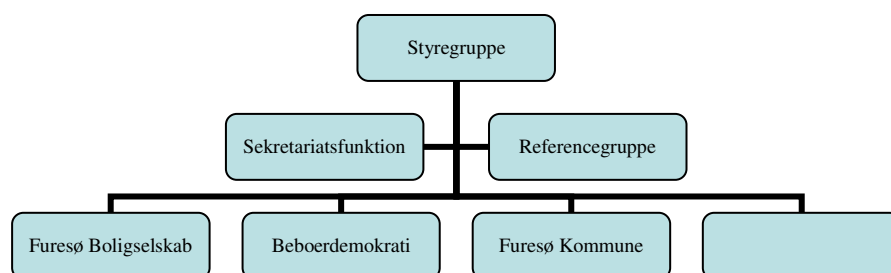 Styregruppe
Sekretariatsfunktion
Referencegruppe
Furesø Boligselskab
Beboerdemokrati
Furesø Kommune